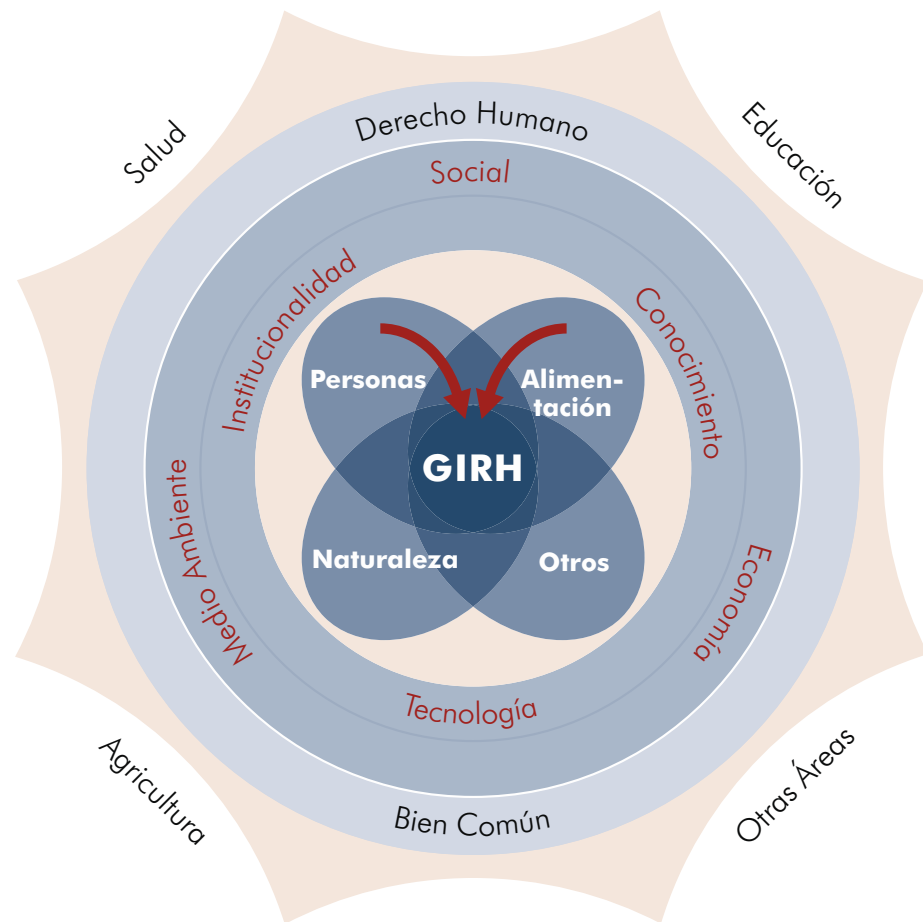 Derecho Humano
Salud
Educación
Social
Institucionalidad
Conocimiento
Personas
Alimen-
tación
GIRH
Naturaleza
Otros
Medio Ambiente
Economía
Tecnología
Agricultura
Otras Áreas
Bien Común